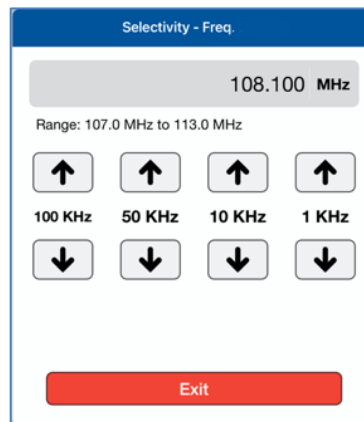 Selectivity - Freq.
108.100 MHz
Range: 107.0 MHz to 113.0 MHz
100 KHz 50 KHz 10 KHz 1 KHz
Exit